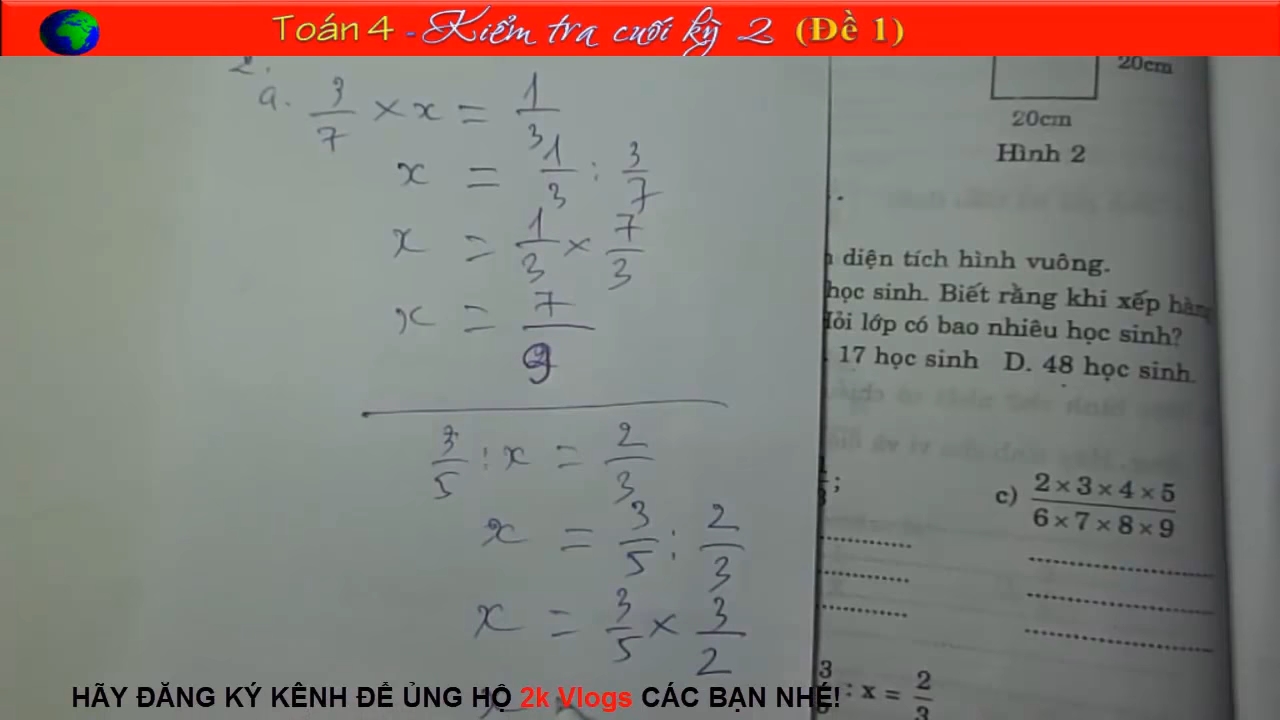 Toán 4 - Kiểm tra cuối kỳ 2 (Đề 1)
2.
a. 3/7 × x = 1/3
x = 1/3 : 3/7
x = 1/3 × 7/3
x = 7/9
3/5 : x = 2/3
x = 3/5 : 2/3
x = 3/5 × 3/2
x
20cm
20cm
Hình 2
diện tích hình vuông.
học sinh. Biết rằng khi xếp hàng
lớp có bao nhiêu học sinh?
17 học sinh D. 48 học sinh.
c) 2×3×4×5/6×7×8×9
: x = 2/3
HÃY ĐĂNG KÝ KÊNH ĐỂ ỦNG HỘ 2k Vlogs CÁC BẠN NHÉ!